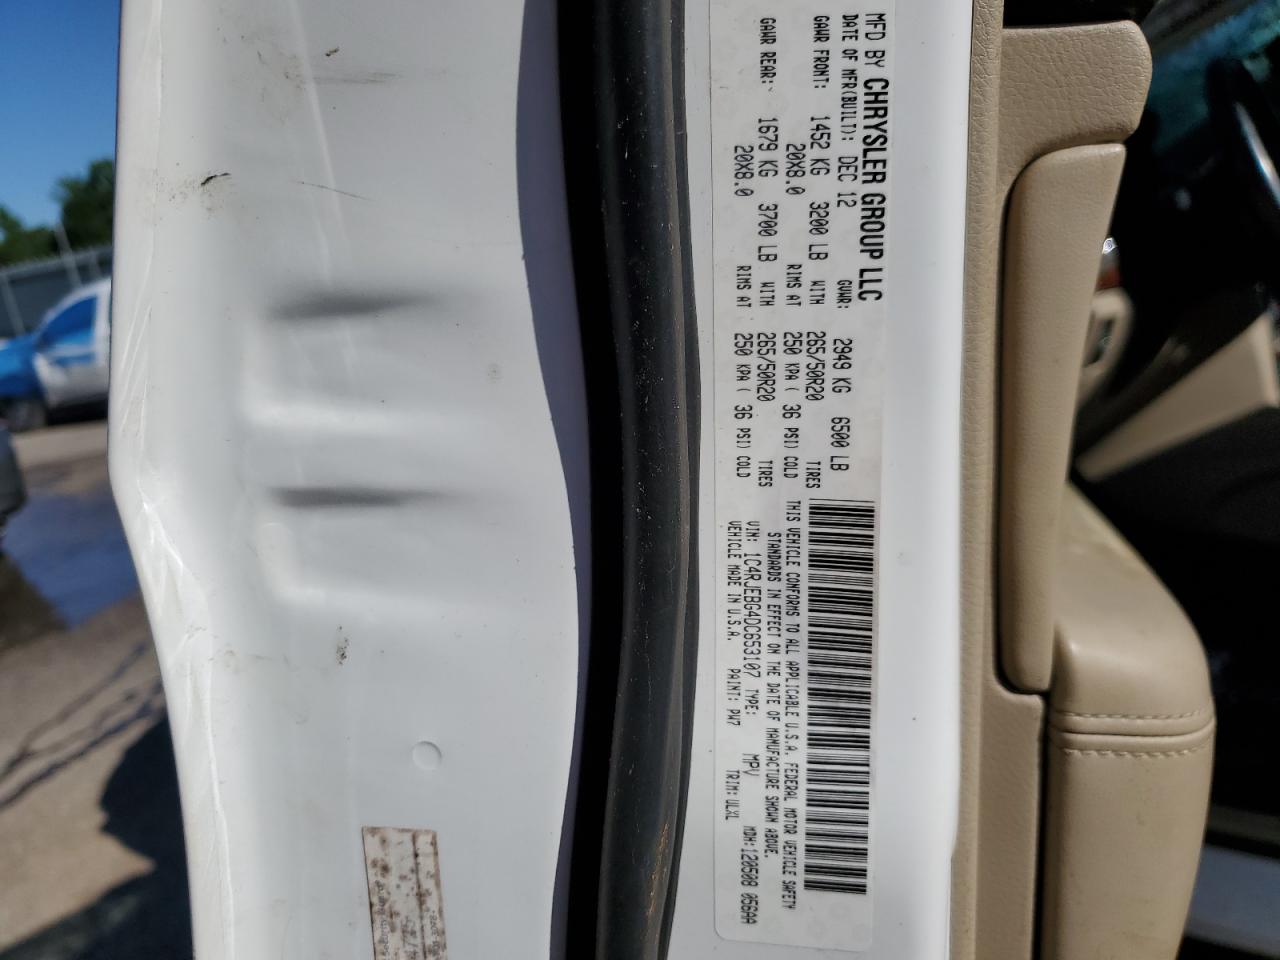 MFD BY CHRYSLER GROUP LLC
DATE OF MFR(BUILT): DEC 12 GVWR: 2949 KG 6500 LB
GAWR FRONT: 1452 KG 3200 LB WITH 265/50R20 TIRES
20X8.0 RIMS AT 250 KPA ( 36 PSI) COLD
GAWR REAR: 1679 KG 3700 LB WITH 265/50R20 TIRES
20X8.0 RIMS AT 250 KPA ( 36 PSI) COLD
THIS VEHICLE CONFORMS TO ALL APPLICABLE U.S.A. FEDERAL MOTOR VEHICLE SAFETY
STANDARDS IN EFFECT ON THE DATE OF MANUFACTURE SHOWN ABOVE.
VIN: 1C4RJEBG4DC653107 TYPE: MPV MDH:120508 056AA
VEHICLE MADE IN U.S.A. PAINT: PW7 TRIM: ULXL